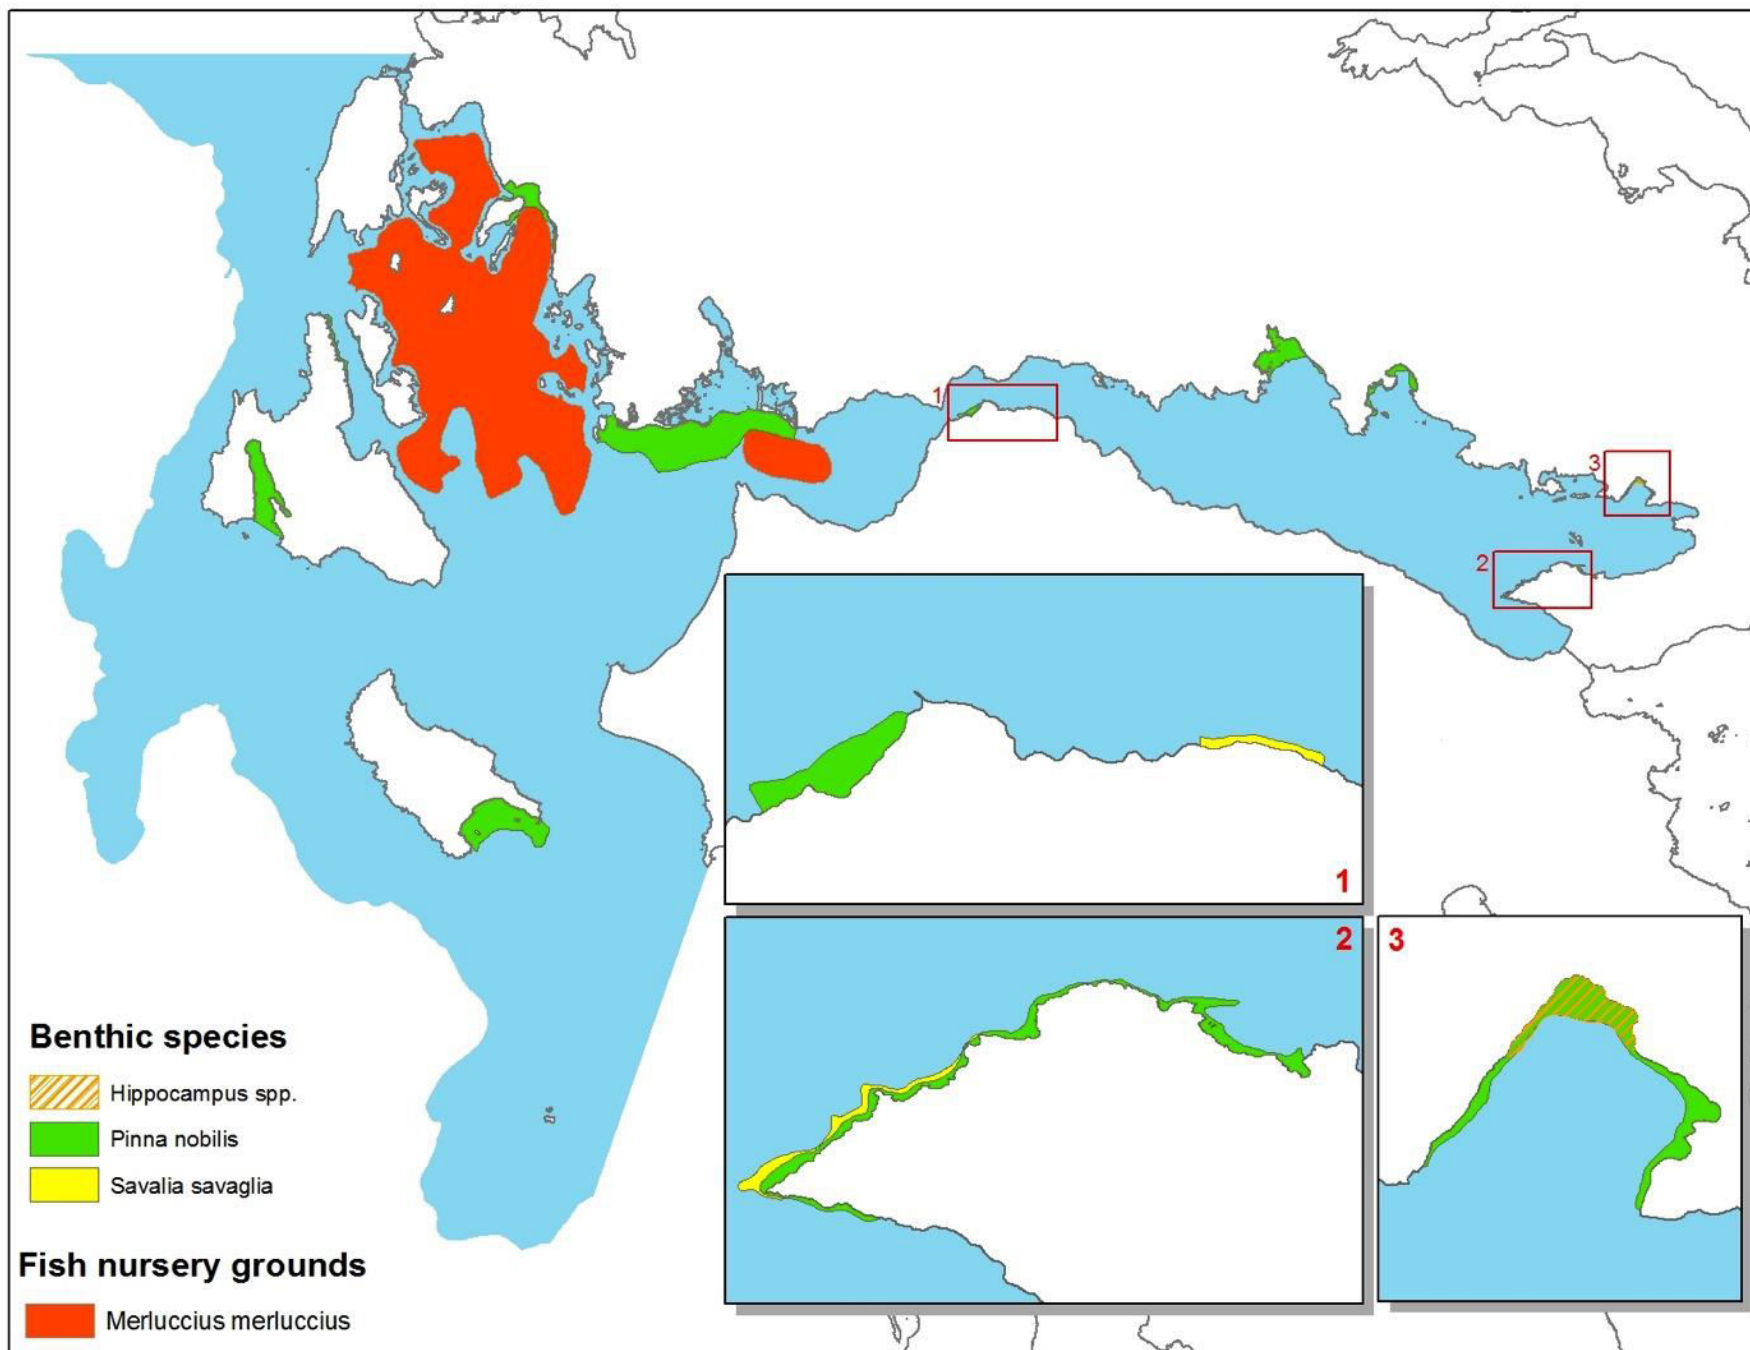 1
3
2
1
2
3
Benthic species
Hippocampus spp.
Pinna nobilis
Savalia savaglia
Fish nursery grounds
Merluccius merluccius